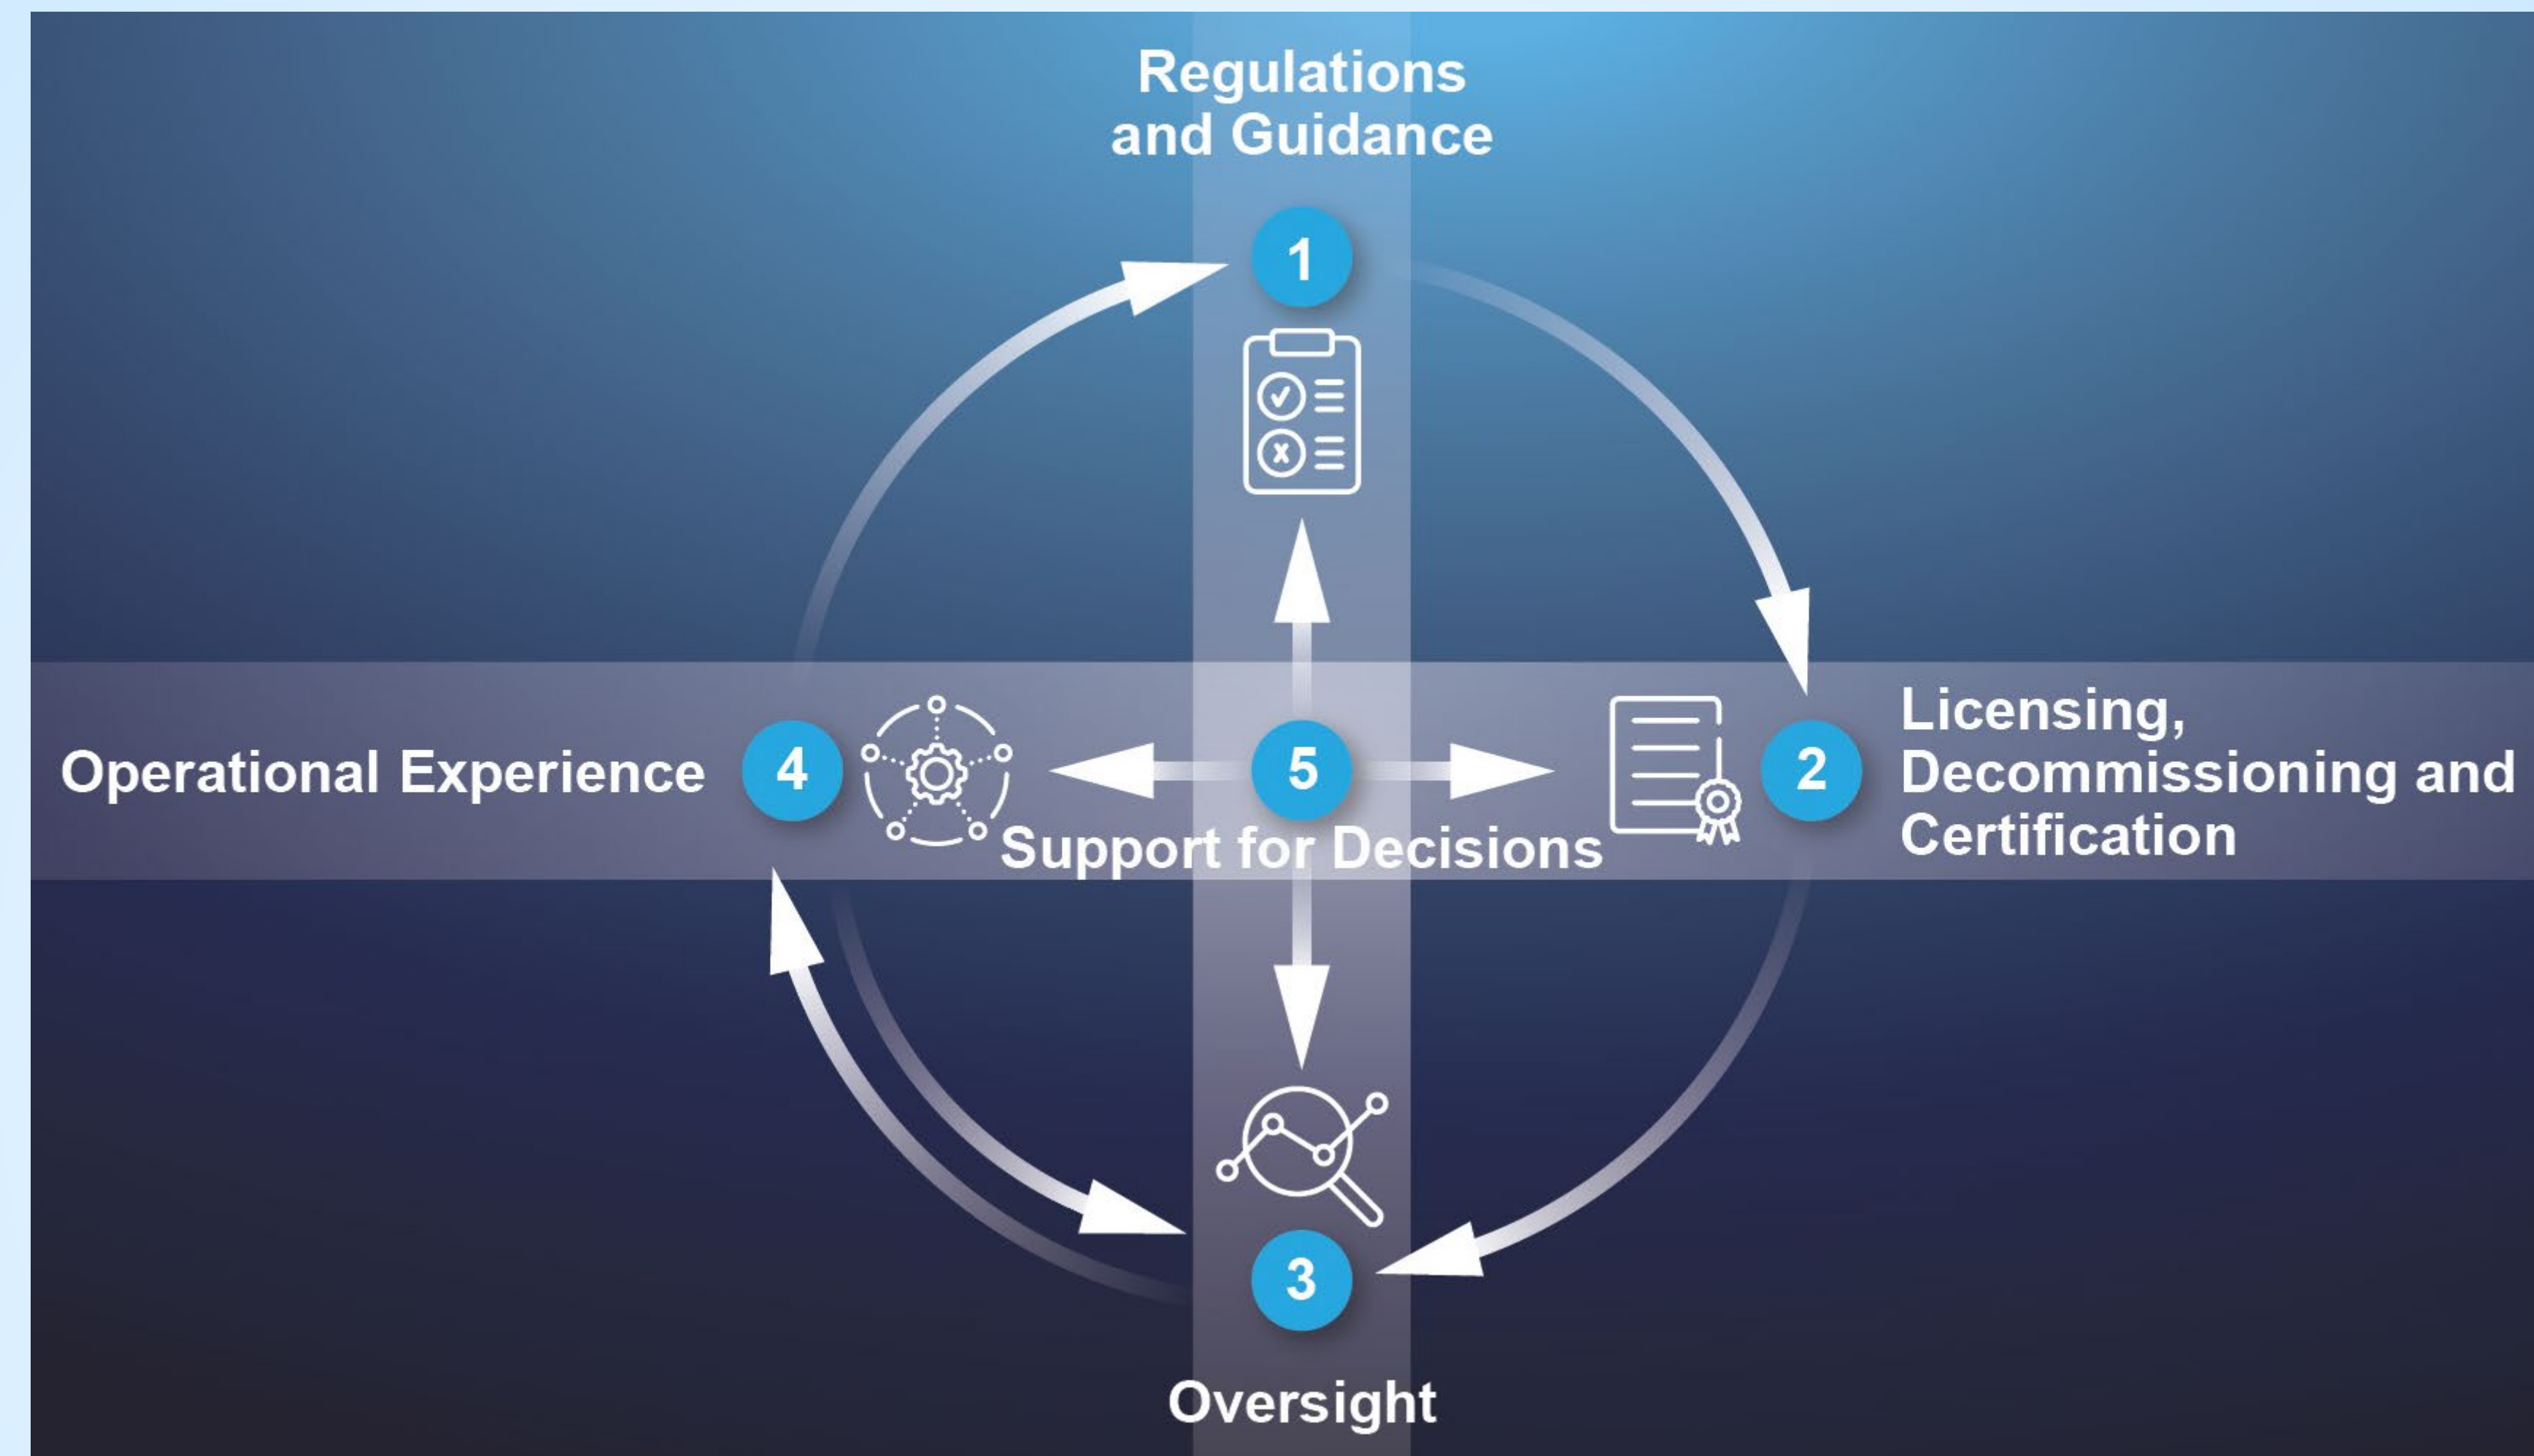 Regulations
and Guidance
1
Operational Experience
4
5
Support for Decisions
2
Licensing,
Decommissioning and
Certification
3
Oversight